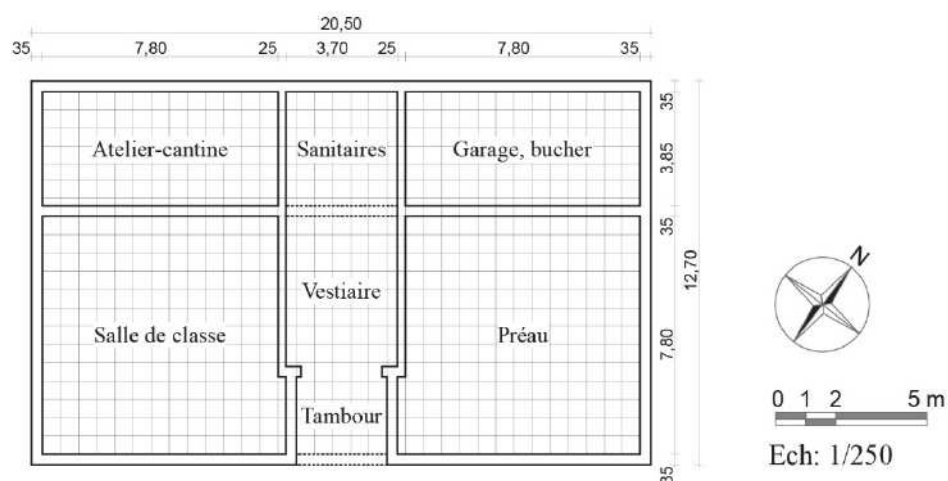 20,50
35 7,80 25 3,70 25 7,80 35
Atelier-cantine Sanitaires Garage, bucher
35
3,85
35
12,70
7,80
35
Vestiaire
Salle de classe Préau
Tambour
N
0 1 2 5 m
Ech: 1/250